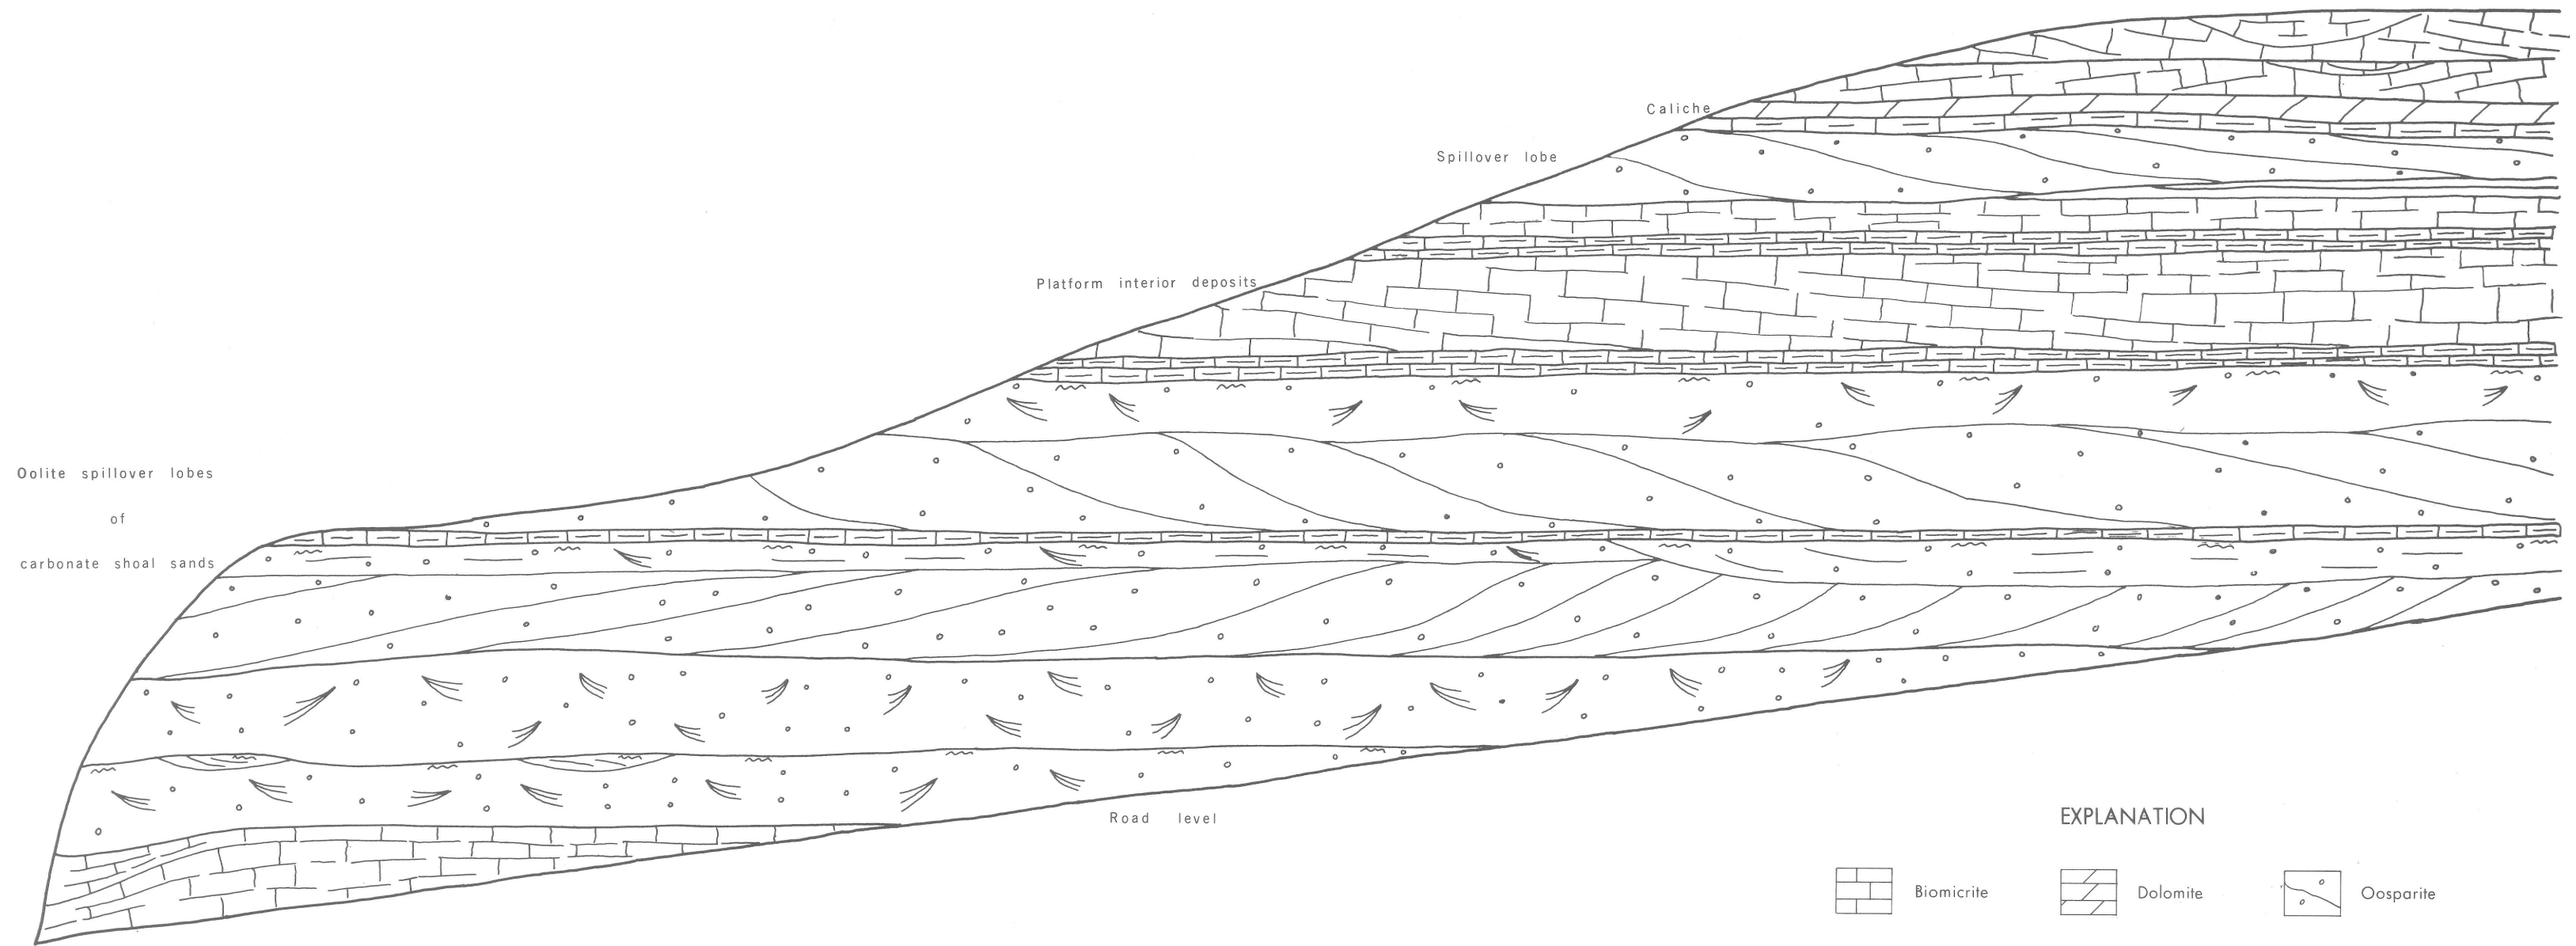 Caliche
Spillover lobe
Platform interior deposits
Oolite spillover lobes
of
carbonate shoal sands
Road level
EXPLANATION
Biomicrite
Dolomite
Oosparite